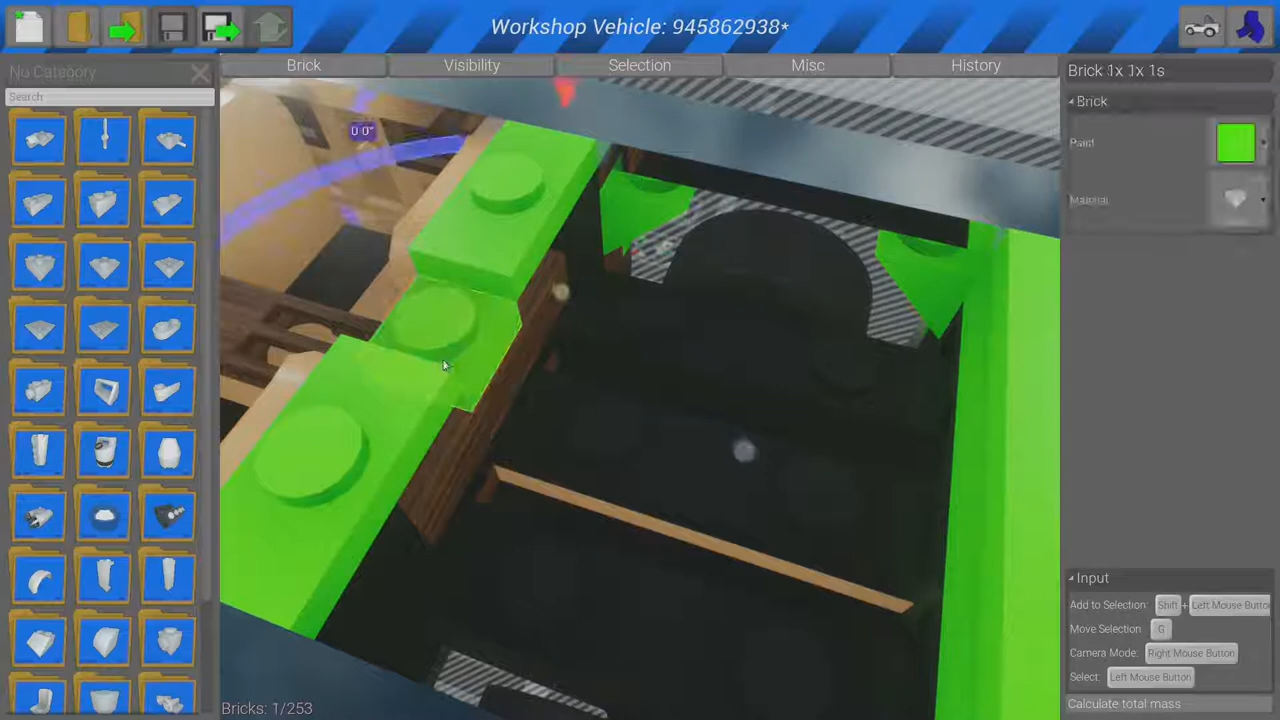 Workshop Vehicle: 945862938*
Nu Category
Search
Brick
Visibility
Selection
Misc
History
0.0°
Brick 1x 1x 1s
Brick
Paint
Material
Input
Add to Selection: Shift + Left Mouse Button
Move Selection G
Camera Mode: Right Mouse Button
Select: Left Mouse Button
Calculate total mass
Bricks: 1/253